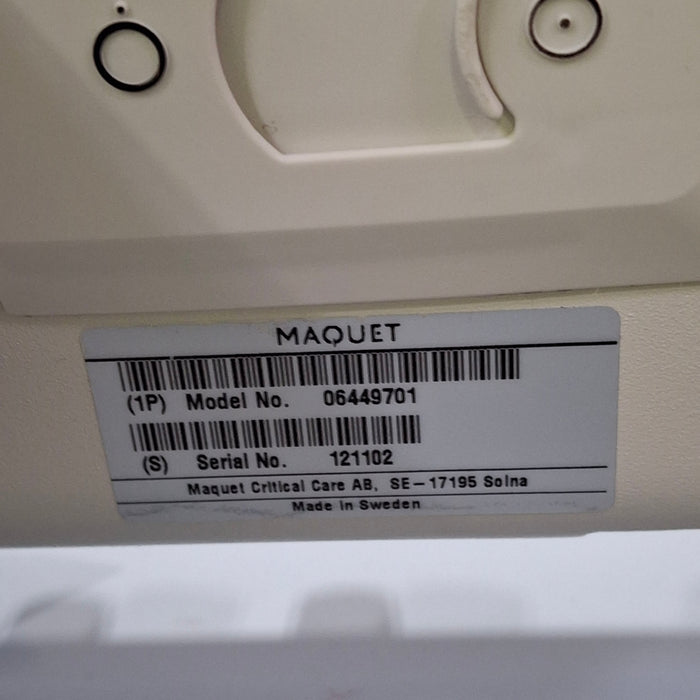 MAQUET
(1P) Model No. 06449701
(S) Serial No. 121102
Maquet Critical Care AB, SE-17195 Solna
Made in Sweden